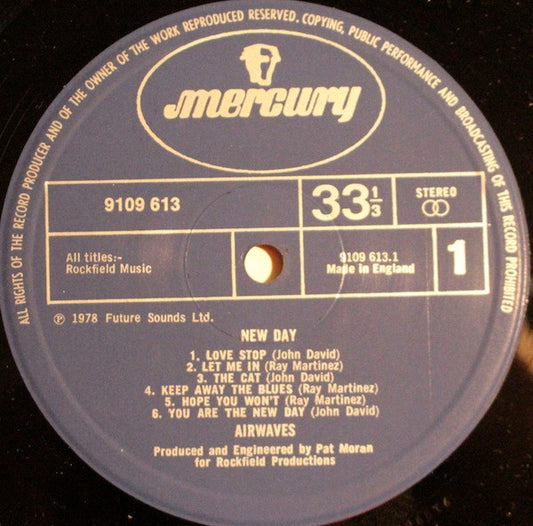 ALL RIGHTS OF THE RECORD PRODUCER AND OF THE OWNER OF THE WORK REPRODUCED RESERVED. COPYING, PUBLIC PERFORMANCE AND BROADCASTING OF THIS RECORD PROHIBITED
mercury
9109 613
33 1/3
STEREO
All titles:-
Rockfield Music
9109 613.1
Made in England
1
℗ 1978 Future Sounds Ltd.
NEW DAY
1. LOVE STOP (John David)
2. LET ME IN (Ray Martinez)
3. THE CAT (John David)
4. KEEP AWAY THE BLUES (Ray Martinez)
5. HOPE YOU WON'T (Ray Martinez)
6. YOU ARE THE NEW DAY (John David)
AIRWAVES
Produced and Engineered by Pat Moran
for Rockfield Productions